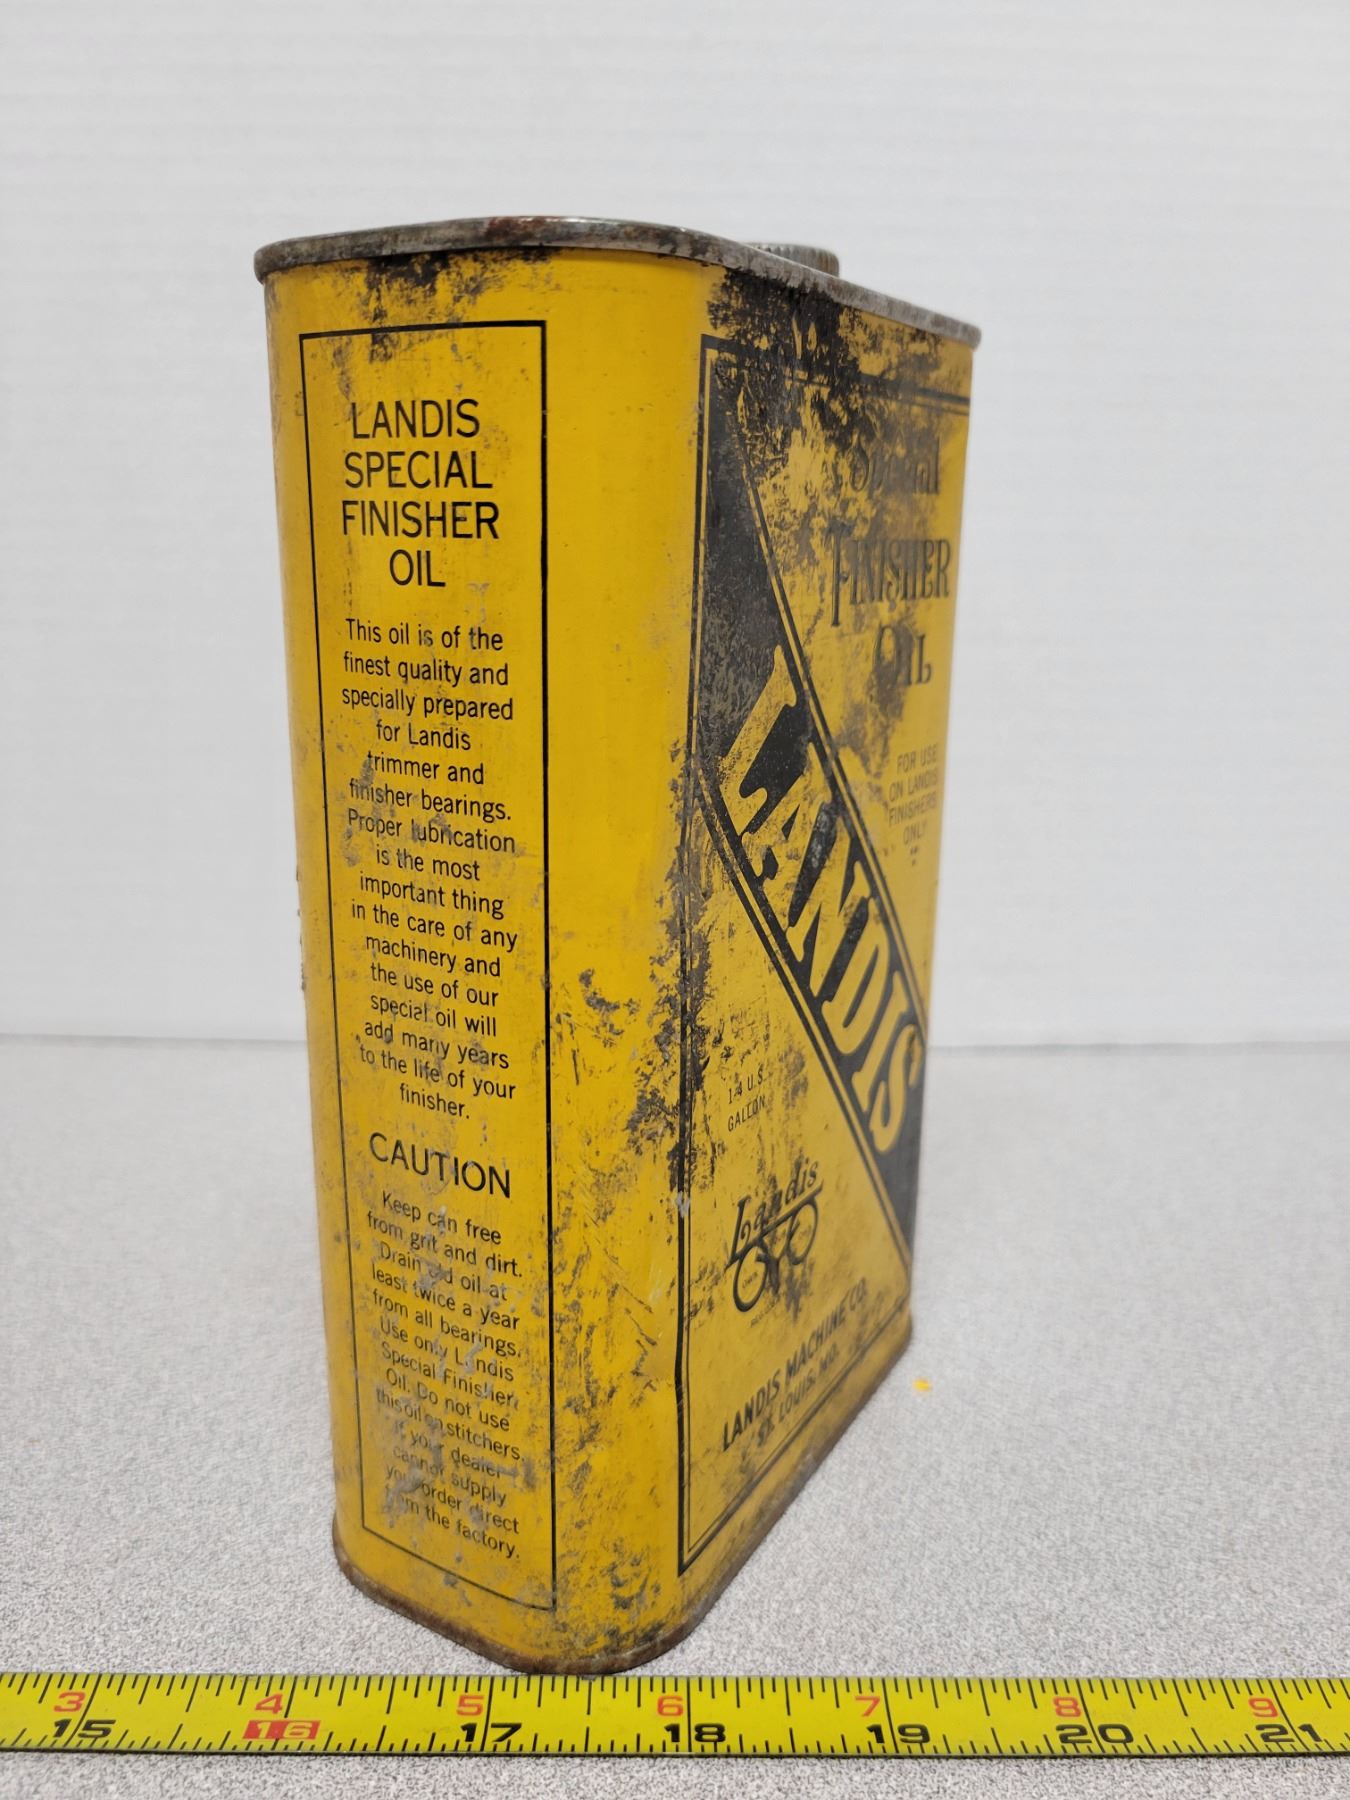 LANDIS
SPECIAL
FINISHER
OIL
This oil is of the
finest quality and
specially prepared
for Landis
trimmer and
finisher bearings.
Proper lubrication
is the most
important thing
in the care of any
machinery and
the use of our
special oil will
add many years
to the life of your
finisher.
CAUTION
Keep can free
from grit and dirt.
Drain old oil at
least twice a year
from all bearings.
Use only Landis
Special Finisher
Oil. Do not use
this oil on stitchers.
If your dealer
cannot supply
you order direct
from the factory.
Special
FINISHER
OIL
FOR USE
ON LANDIS
FINISHERS
ONLY
LANDIS
U.S.
GALLON
Landis
LANDIS MACHINE CO.
ST. LOUIS, MO.
3 4 5 6 7 8 9
15 16 17 18 19 20 21